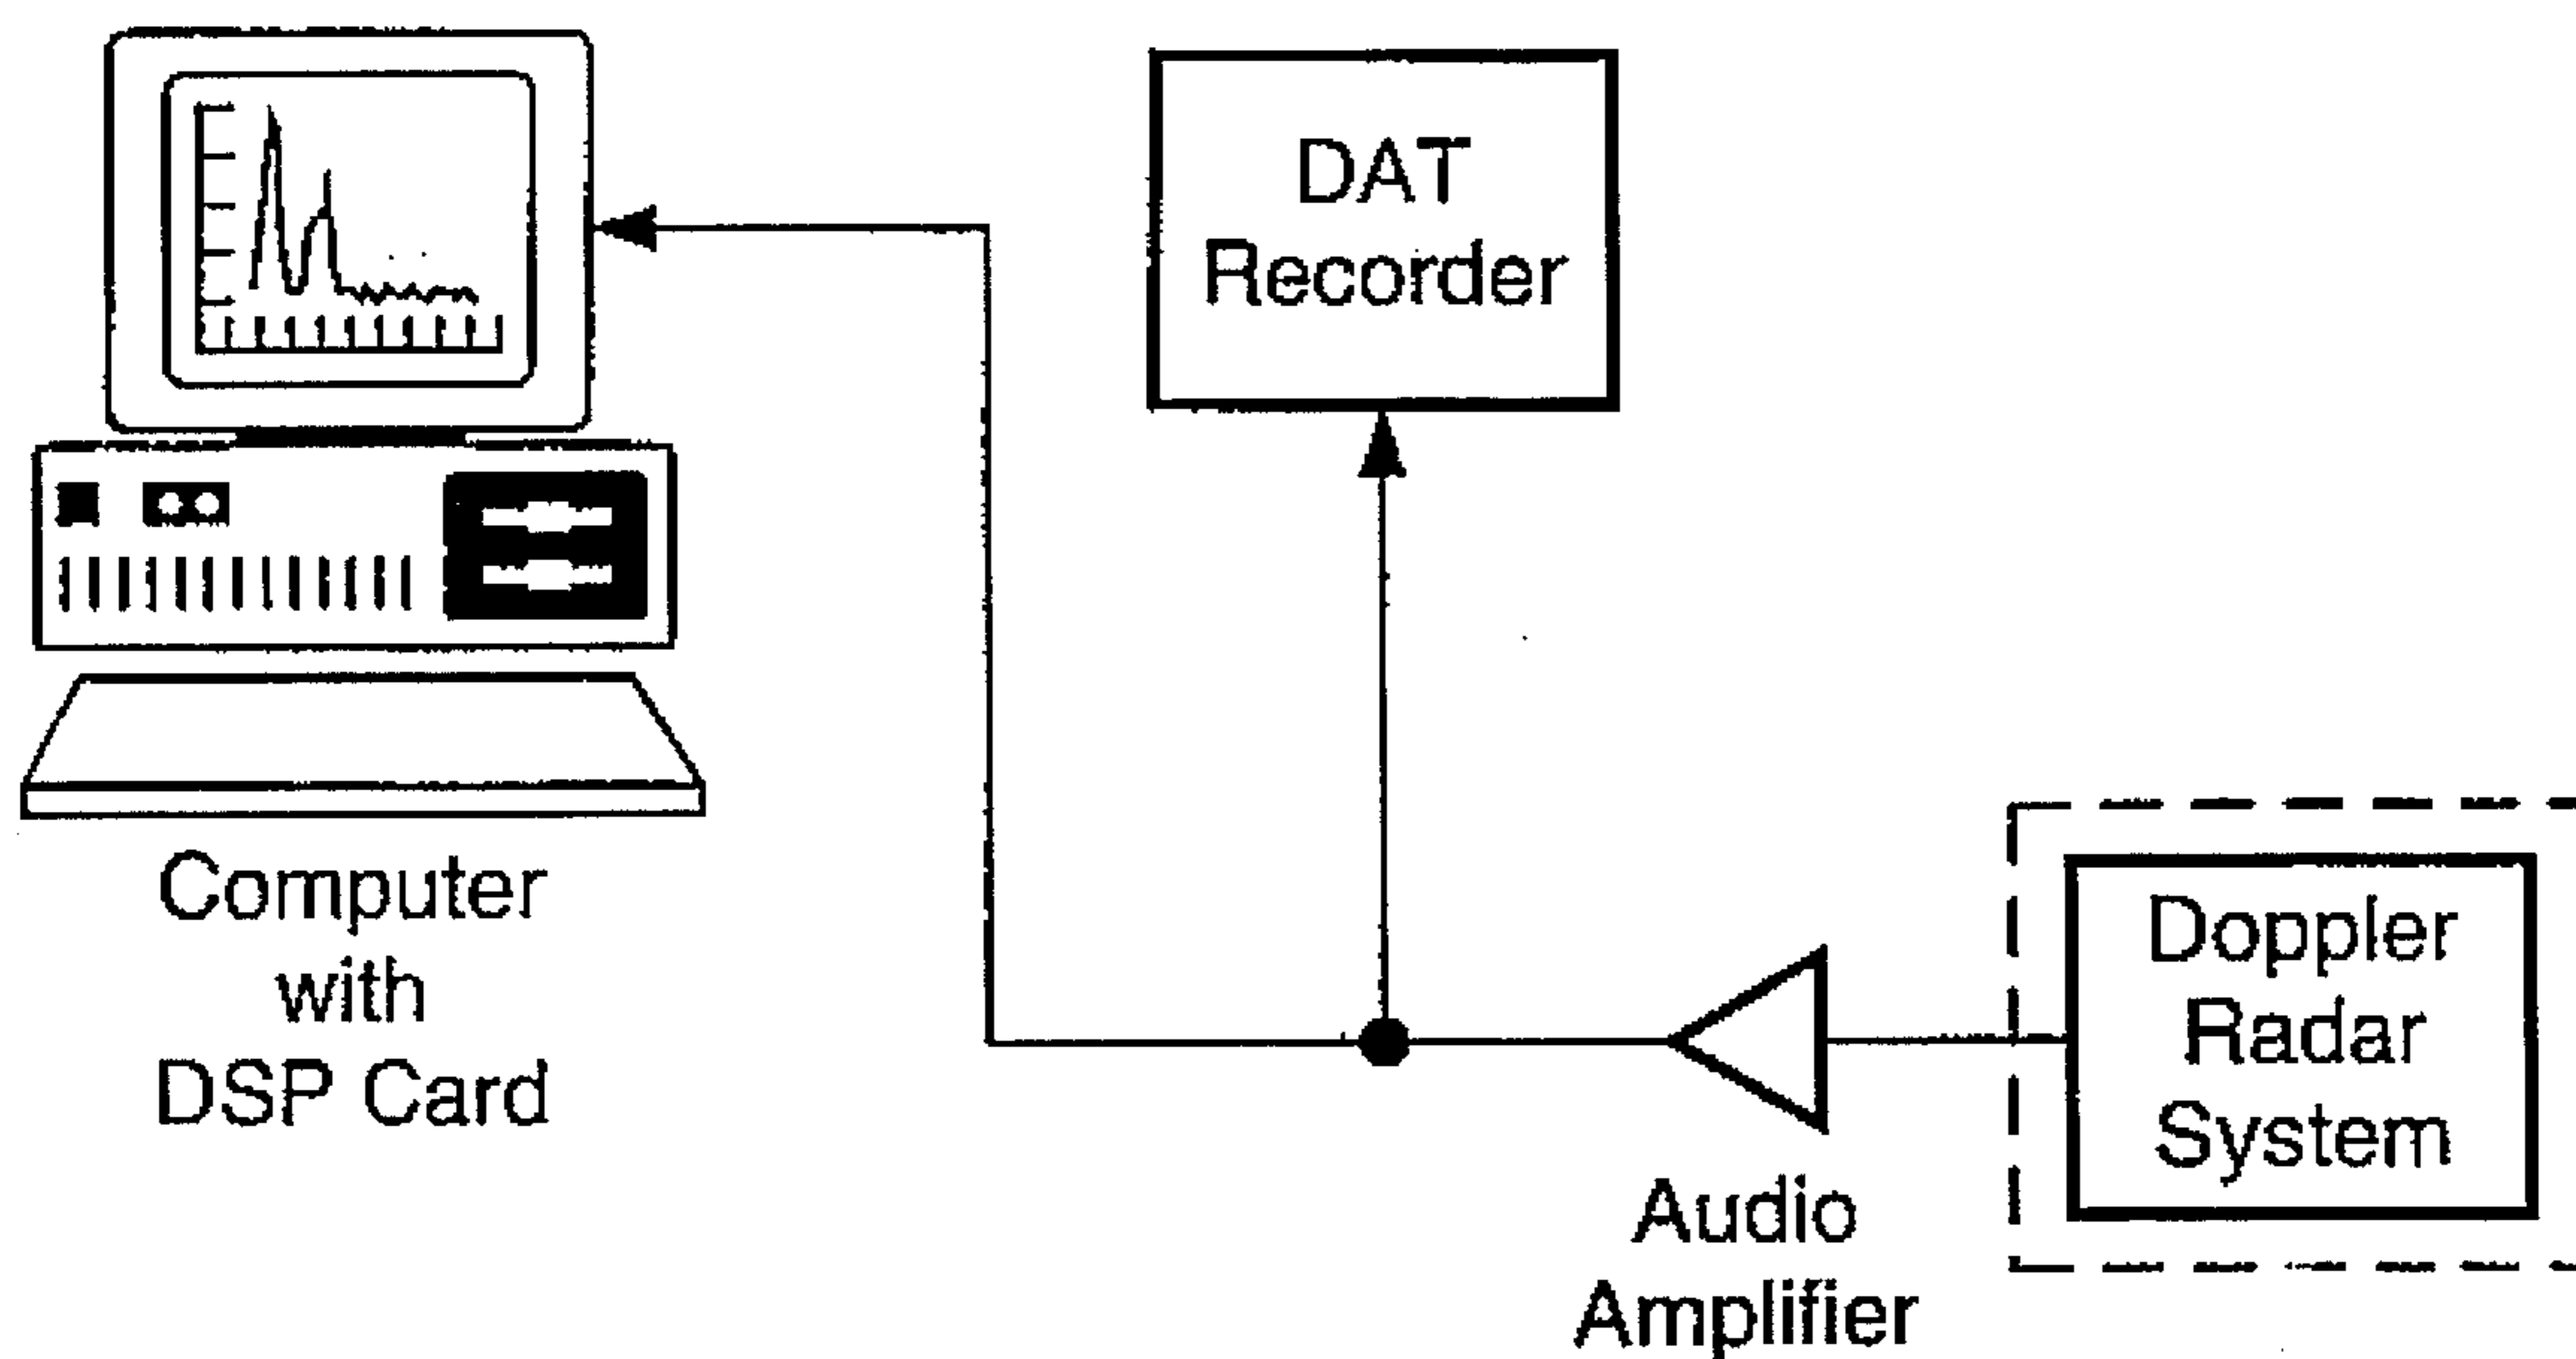 DAT
Recorder
Computer
with
DSP Card
Doppler
Radar
System
Audio
Amplifier